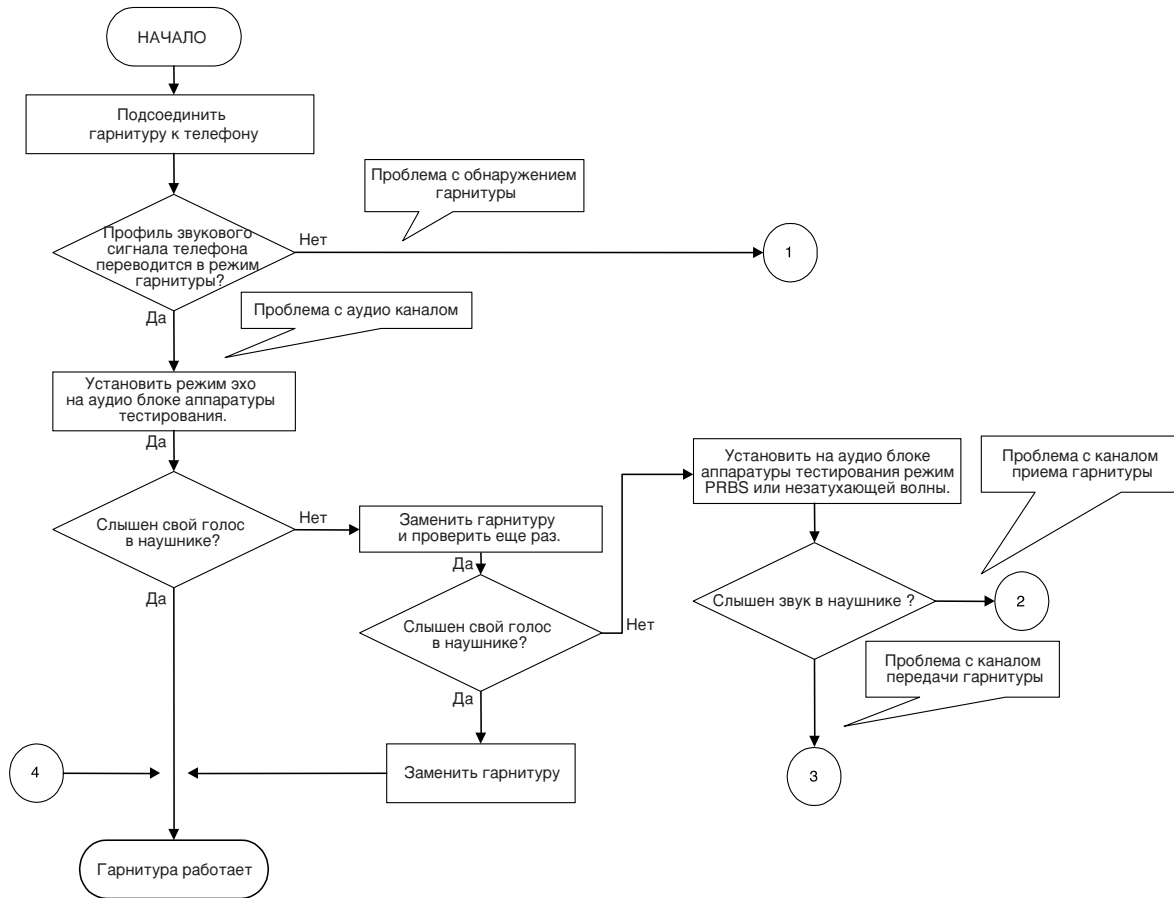 НАЧАЛО
Подсоединить
гарнитуру к телефону
Проблема с обнаружением
гарнитуры
Профиль звукового
сигнала телефона
переводится в режим
гарнитуры?
Нет
1
Да
Проблема с аудио каналом
Установить режим эхо
на аудио блоке аппаратуры
тестирования.
Да
Слышен свой голос
в наушнике?
Нет
Да
Заменить гарнитуру
и проверить еще раз.
Да
Слышен свой голос
в наушнике?
Нет
Да
Установить на аудио блоке
аппаратуры тестирования режим
PRBS или незатухающей волны.
Проблема с каналом
приема гарнитуры
Слышен звук в наушнике ?
2
Проблема с каналом
передачи гарнитуры
3
4
Заменить гарнитуру
Гарнитура работает